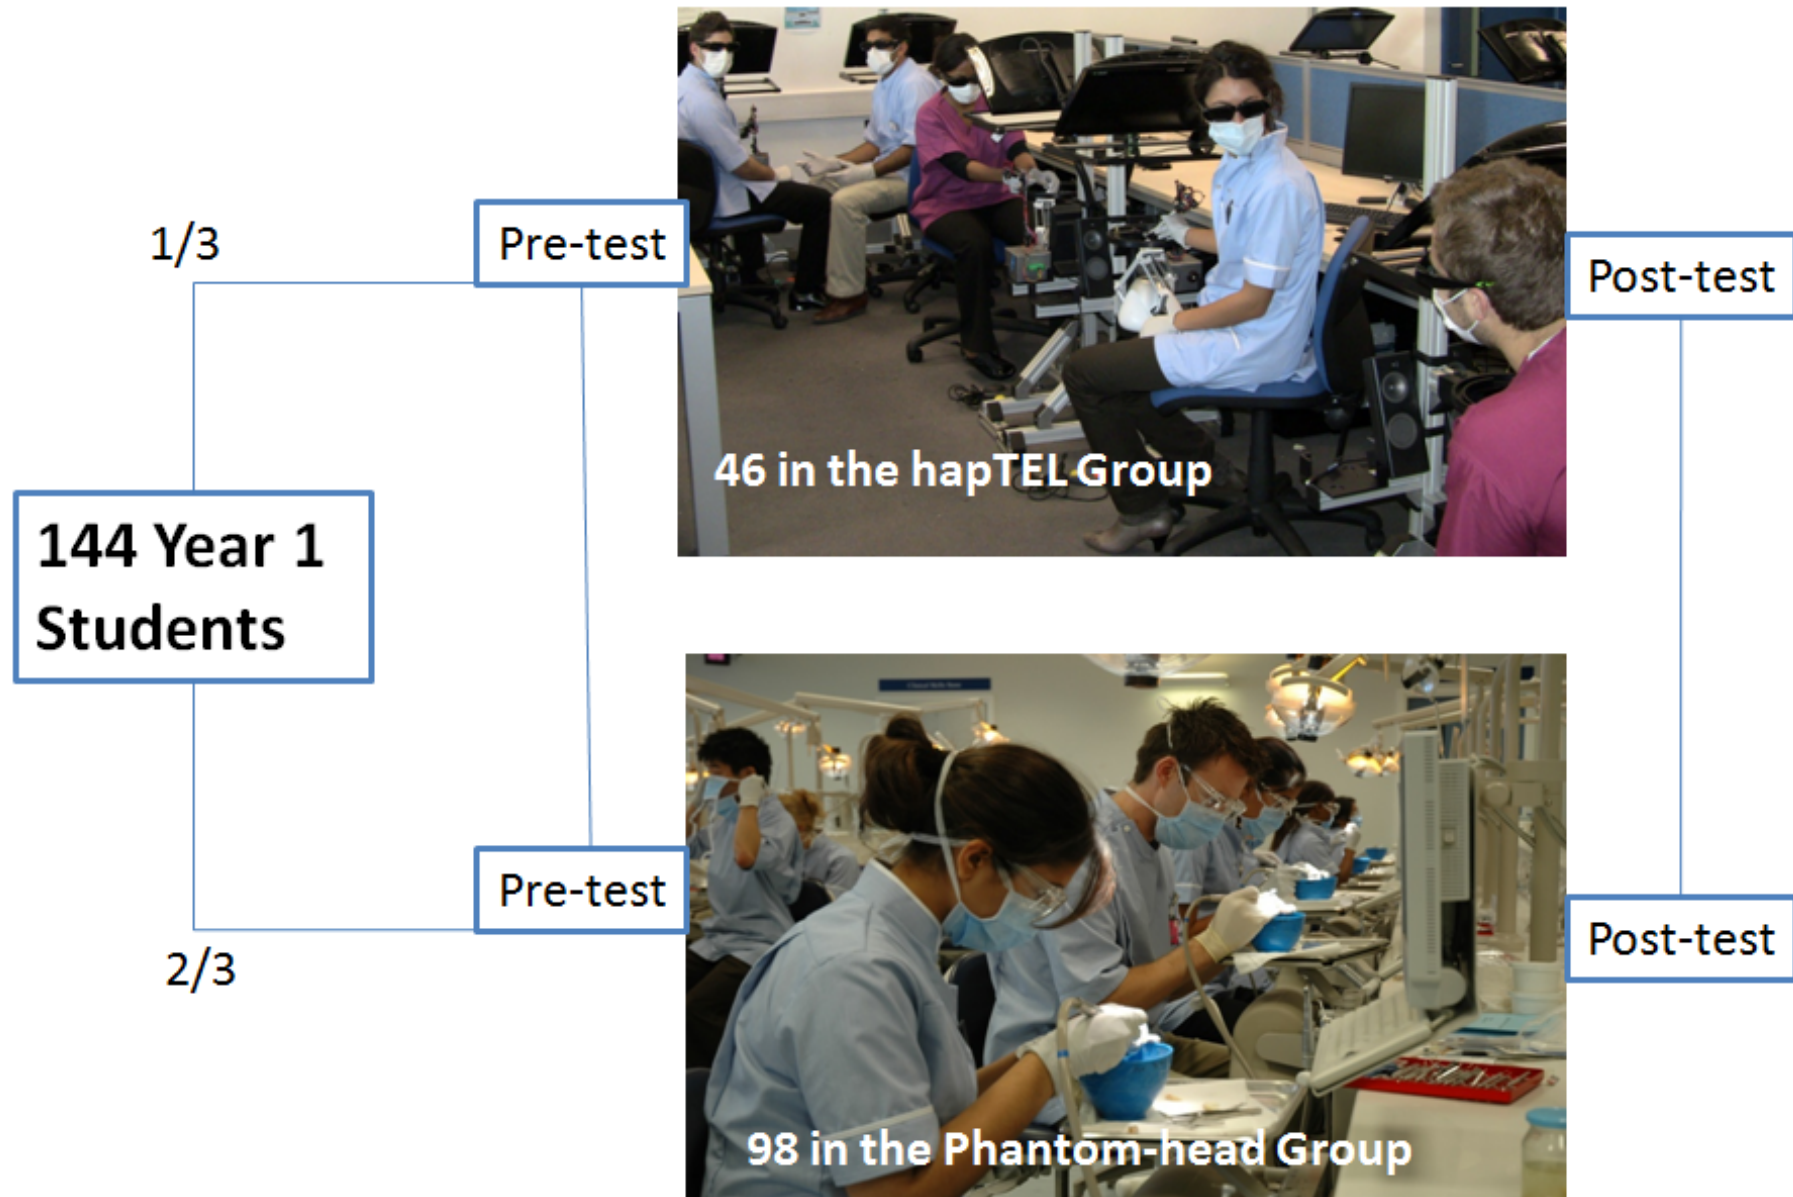 1/3
Pre-test
46 in the hapTEL Group
Post-test
144 Year 1
Students
2/3
Pre-test
98 in the Phantom-head Group
Post-test